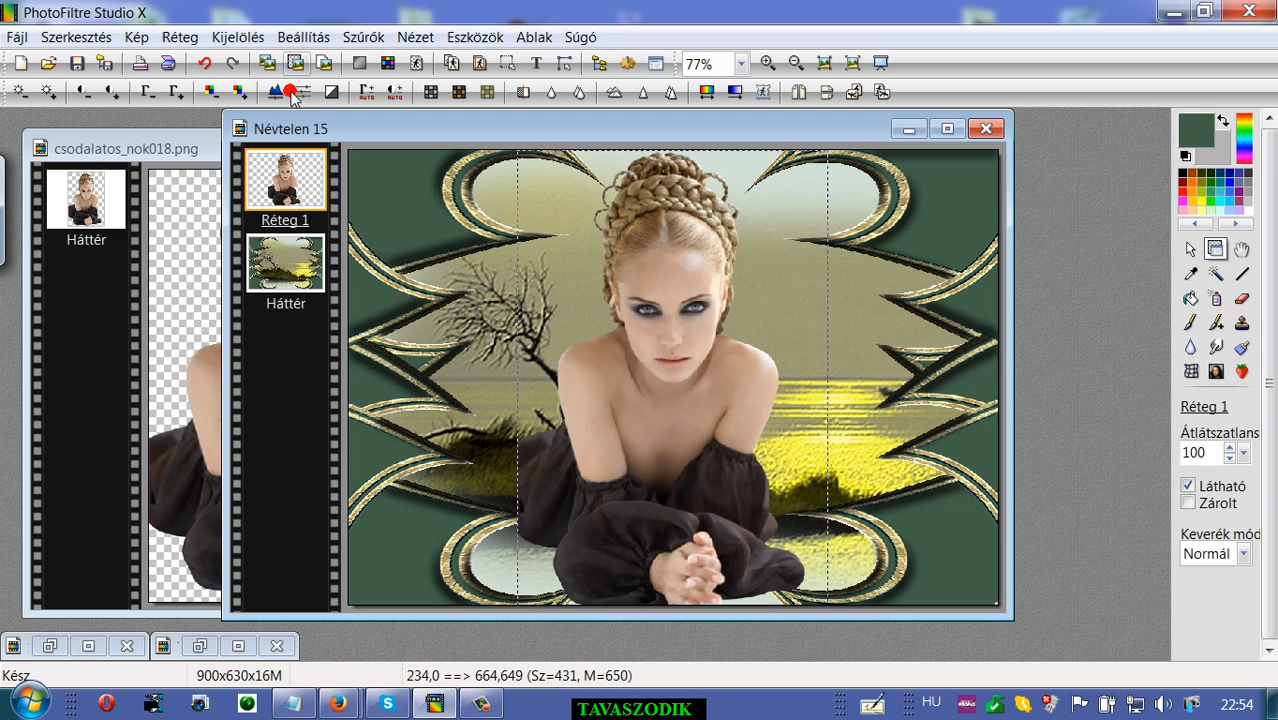 PhotoFiltre Studio X
Fájl Szerkesztés Kép Réteg Kijelölés Beállítás Szűrők Nézet Eszközök Ablak Súgó
77%
AUTO AUTO
Névtelen 15
csodalatos_nok018.png
Réteg 1
Háttér
Háttér
Réteg 1
Átlátszatlans
100
Látható
Zárolt
Keverék mód
Normál
Kész 900x630x16M 234,0 ==> 664,649 (Sz=431, M=650)
TAVASZODIK
HU
22:54